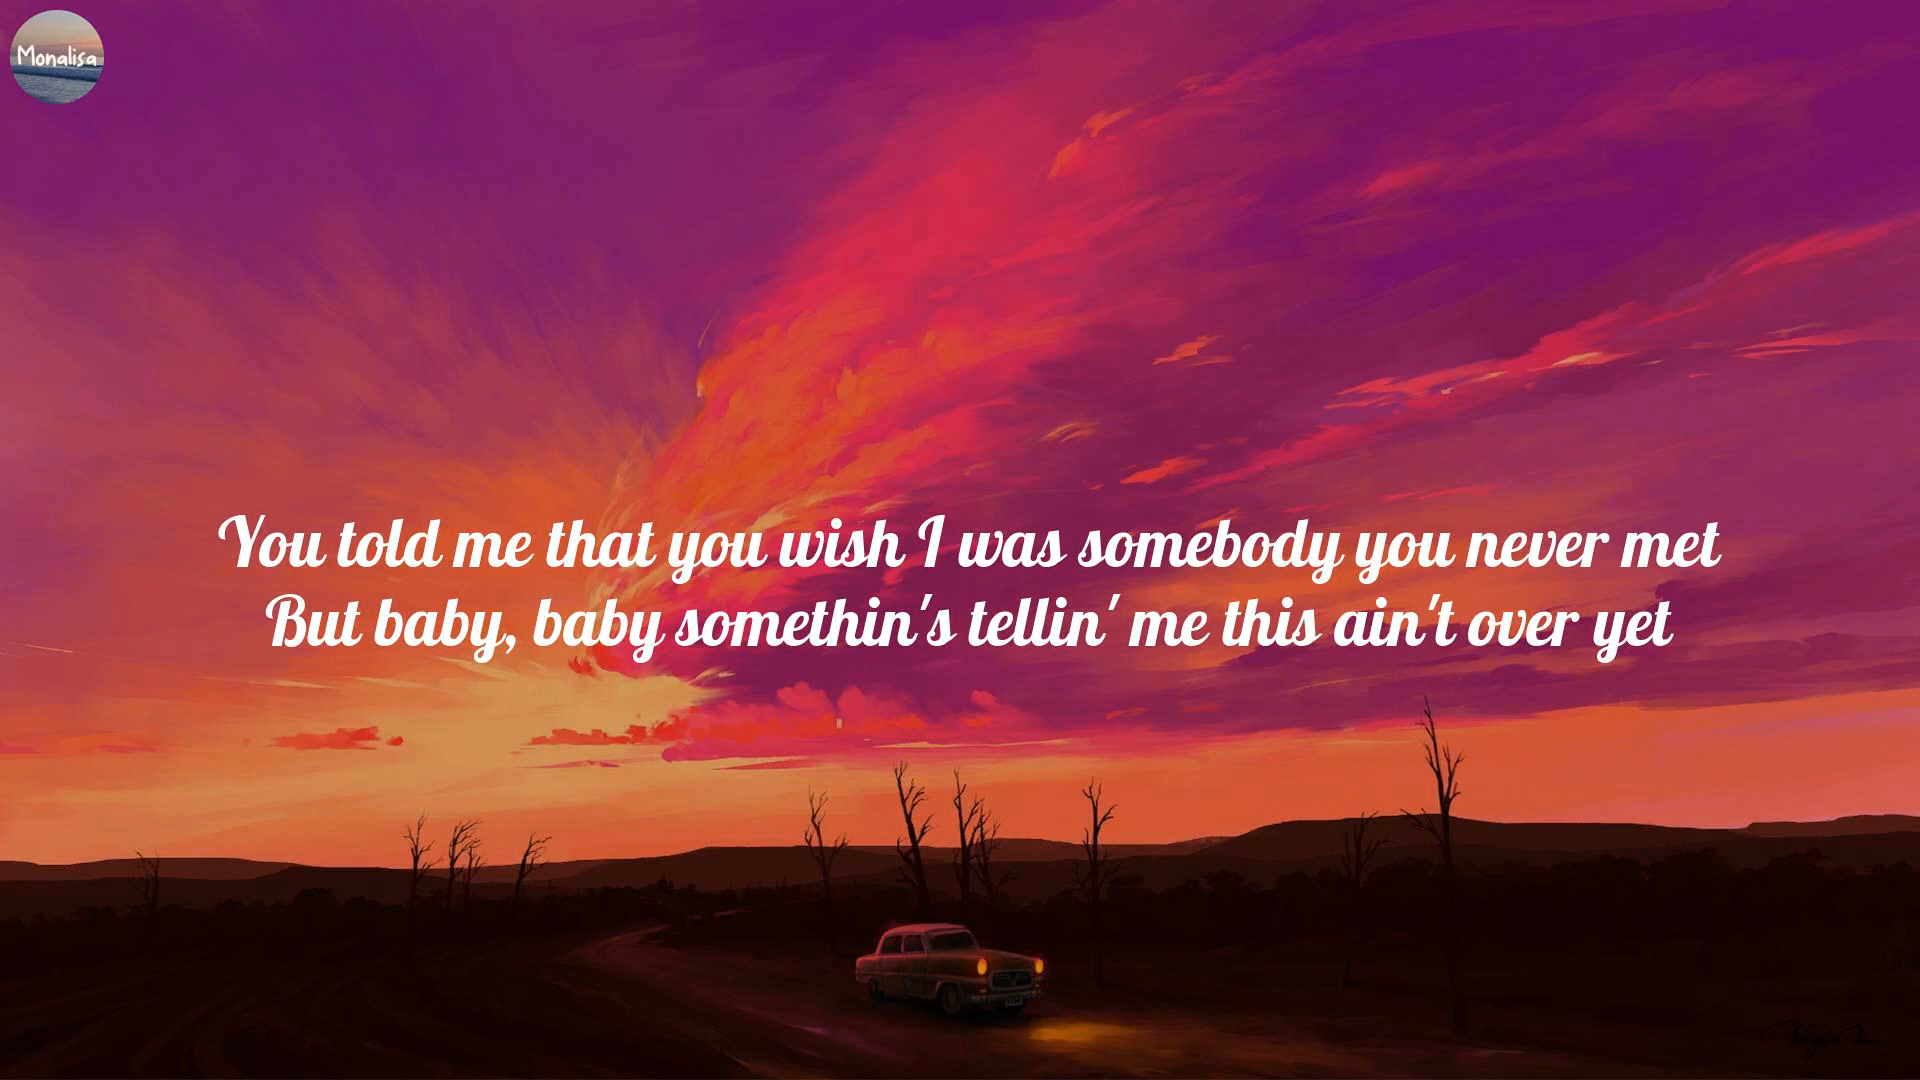 Monalisa
You told me that you wish I was somebody you never met
But baby, baby somethin's tellin' me this ain't over yet